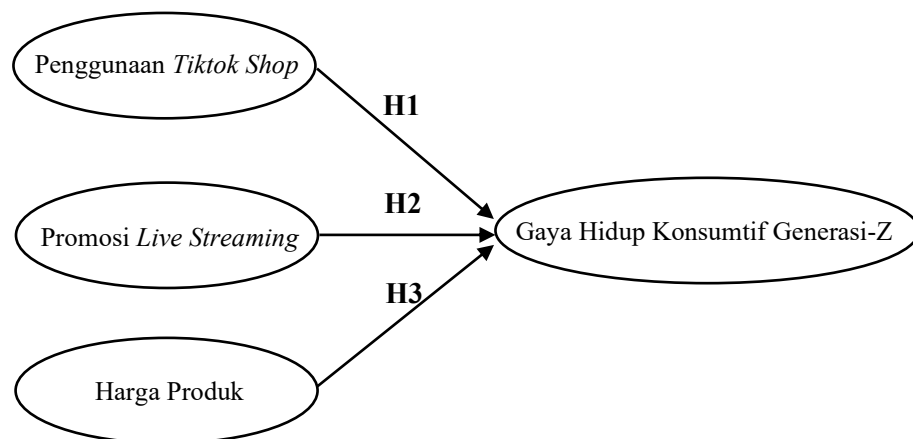 Penggunaan Tiktok Shop
H1
Promosi Live Streaming
H2
Gaya Hidup Konsumtif Generasi-Z
H3
Harga Produk